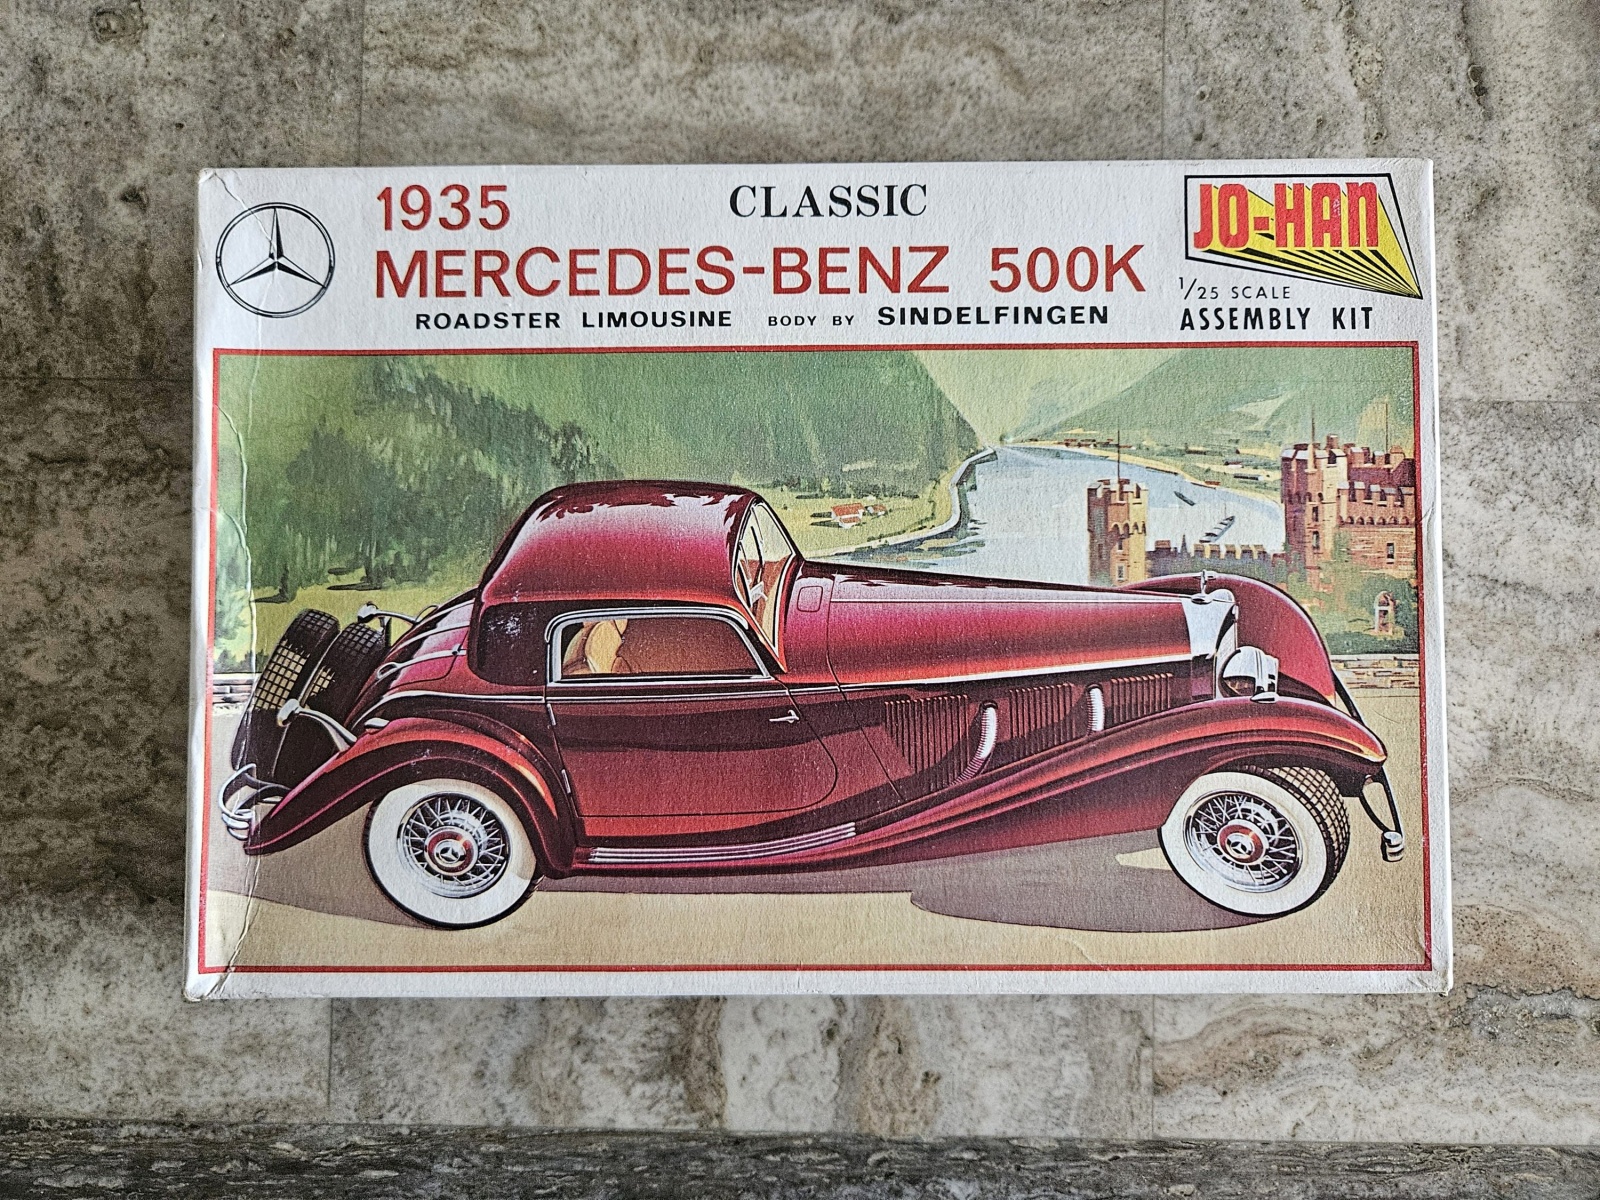 1935
CLASSIC
MERCEDES-BENZ 500K
ROADSTER LIMOUSINE BODY BY SINDELFINGEN
JO-HAN
1/25 SCALE
ASSEMBLY KIT